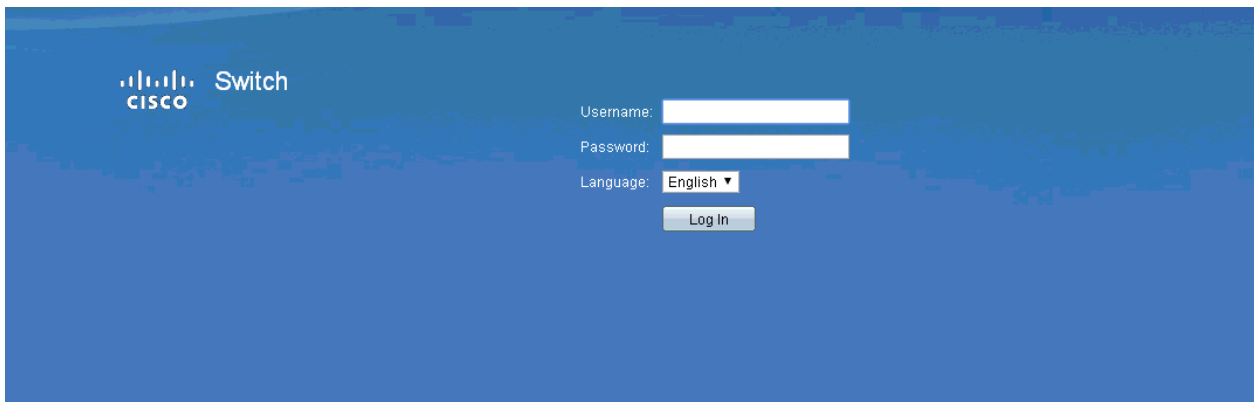 Switch
CISCO
Username:
Password:
Language: English
Log In